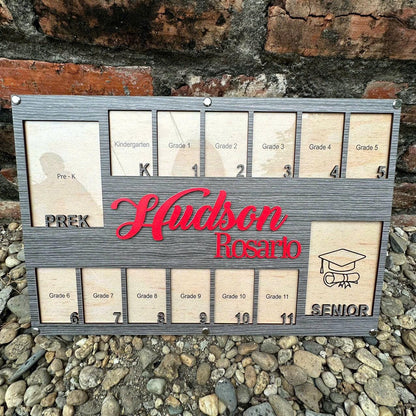 Pre - K
PREK
Kindergarten
K
Grade 1
1
Grade 2
2
Grade 3
3
Grade 4
4
Grade 5
5
Hudson
Rosario
Grade 6
6
Grade 7
7
Grade 8
8
Grade 9
9
Grade 10
10
Grade 11
11
SENIOR